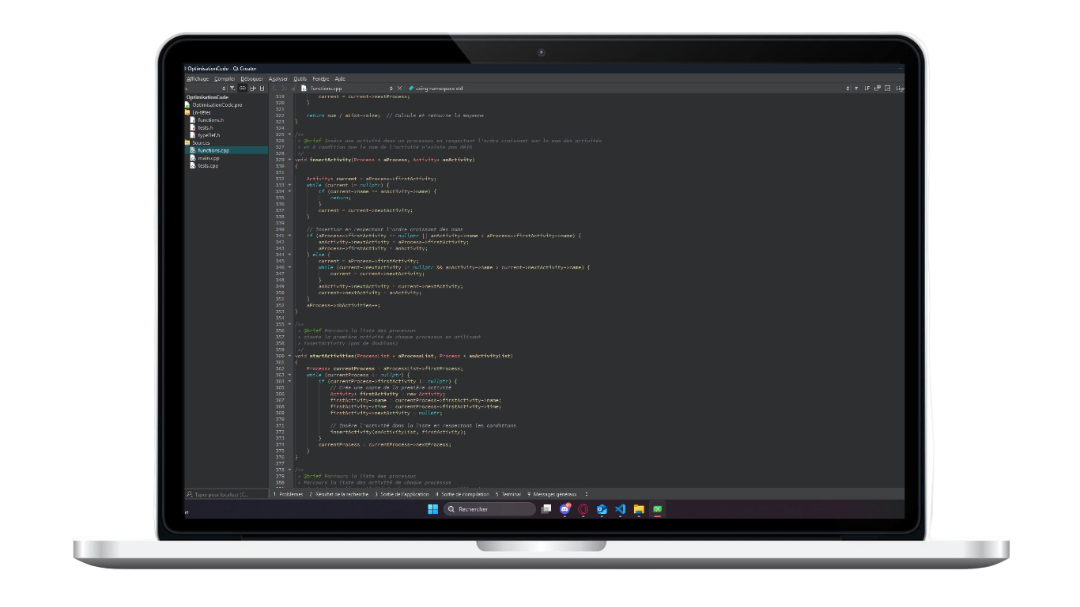 OptimisationCode - Qt Creator
Affichage Compiler Déboguer Analyser Outils Fenêtre Aide
functions.cpp using namespace std
OptimisationCode
OptimisationCode.pro
En-têtes
functions.h
tests.h
typeDef.h
Sources
functions.cpp
main.cpp
tests.cpp
319 current = current->nextProcess;
320 }
321
322 return sum / // Calcule et retourne la moyenne
323 }
324
325 /**
326 * @brief Insère une activité dans un processus en respectant l'ordre croissant sur le nom des activités
327 * et à condition que le nom de l'activité n'existe pas déjà
328 */
329 void insertActivity(Process * aProcess, Activity* anActivity)
330 {
331
332 Activity* current = aProcess->firstActivity;
333 while (current != nullptr) {
334 if (current->name == anActivity->name) {
335 return;
336 }
337 current = current->nextActivity;
338 }
339
340 // Insertion en respectant l'ordre croissant des noms
341 if (aProcess->firstActivity == nullptr || anActivity->name < aProcess->firstActivity->name) {
342 anActivity->nextActivity = aProcess->firstActivity;
343 aProcess->firstActivity = anActivity;
344 } else {
345 current = aProcess->firstActivity;
346 while (current->nextActivity != nullptr && anActivity->name > current->nextActivity->name) {
347 current = current->nextActivity;
348 }
349 anActivity->nextActivity = current->nextActivity;
350 current->nextActivity = anActivity;
351 }
352 aProcess->nbActivities++;
353 }
354
355 /**
356 * @brief Parcours la liste des processus
357 * ajoute la première activité de chaque processus en utilisant
358 * insertActivity (pas de doublons)
359 */
360 void startActivities(ProcessList * aProcessList, Process * anActivityList)
361 {
362 Process* currentProcess = aProcessList->firstProcess;
363 while (currentProcess != nullptr) {
364 if (currentProcess->firstActivity != nullptr) {
365 // Crée une copie de la première activité
366 Activity* firstActivity = new Activity;
367 firstActivity->name = currentProcess->firstActivity->name;
368 firstActivity->time = currentProcess->firstActivity->time;
369 firstActivity->nextActivity = nullptr;
370
371 // Insère l'activité dans la liste en respectant les conditions
372 insertActivity(anActivityList, firstActivity);
373 }
374 currentProcess = currentProcess->nextProcess;
375 }
376 }
377
378 /**
379 * @brief Parcours la liste des processus
380 * Parcours la liste des activité de chaque processus
Taper pour localiser (C... 1 Problèmes 2 Résultat de la recherche 3 Sortie de l'application 4 Sortie de compilation 5 Terminal 9 Messages généraux
Rechercher